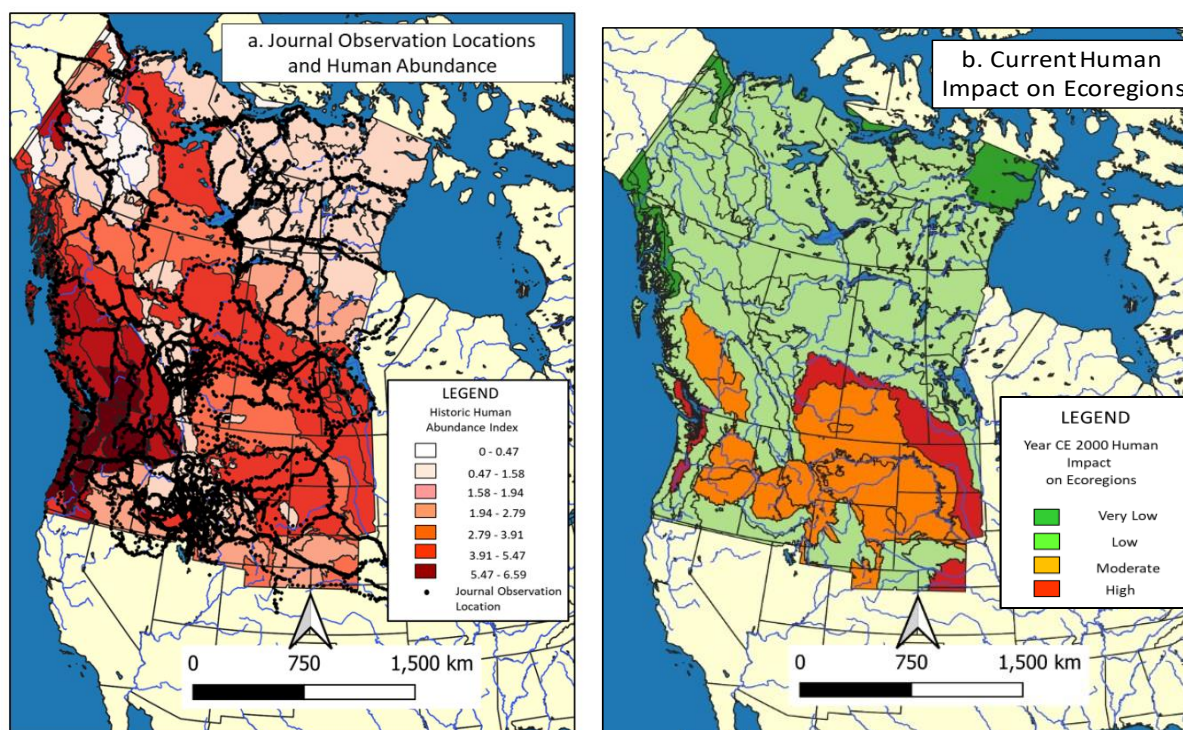 a. Journal Observation Locations
and Human Abundance
LEGEND
Historic Human
Abundance Index
0 - 0.47
0.47 - 1.58
1.58 - 1.94
1.94 - 2.79
2.79 - 3.91
3.91 - 5.47
5.47 - 6.59
Journal Observation
Location
0 750 1,500 km
b. Current Human
Impact on Ecoregions
LEGEND
Year CE 2000 Human
Impact
on Ecoregions
Very Low
Low
Moderate
High
0 750 1,500 km